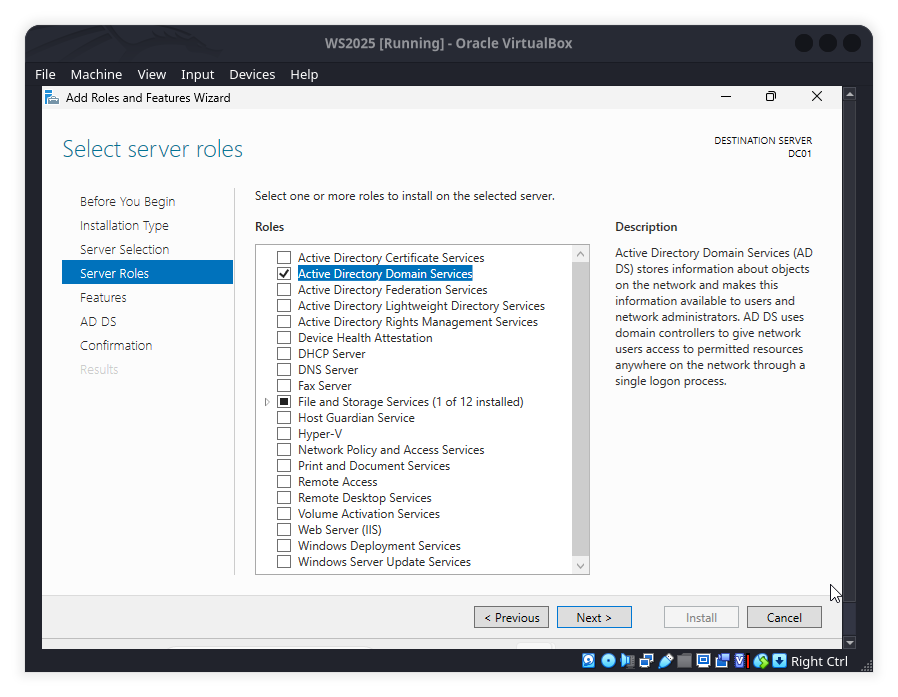 WS2025 [Running] - Oracle VirtualBox
File Machine View Input Devices Help
Add Roles and Features Wizard
Select server roles
DESTINATION SERVER
DC01
Before You Begin
Installation Type
Server Selection
Server Roles
Features
AD DS
Confirmation
Results
Select one or more roles to install on the selected server.
Roles
Active Directory Certificate Services
Active Directory Domain Services
Active Directory Federation Services
Active Directory Lightweight Directory Services
Active Directory Rights Management Services
Device Health Attestation
DHCP Server
DNS Server
Fax Server
File and Storage Services (1 of 12 installed)
Host Guardian Service
Hyper-V
Network Policy and Access Services
Print and Document Services
Remote Access
Remote Desktop Services
Volume Activation Services
Web Server (IIS)
Windows Deployment Services
Windows Server Update Services
Description
Active Directory Domain Services (AD
DS) stores information about objects
on the network and makes this
information available to users and
network administrators. AD DS uses
domain controllers to give network
users access to permitted resources
anywhere on the network through a
single logon process.
< Previous
Next >
Install
Cancel
Right Ctrl